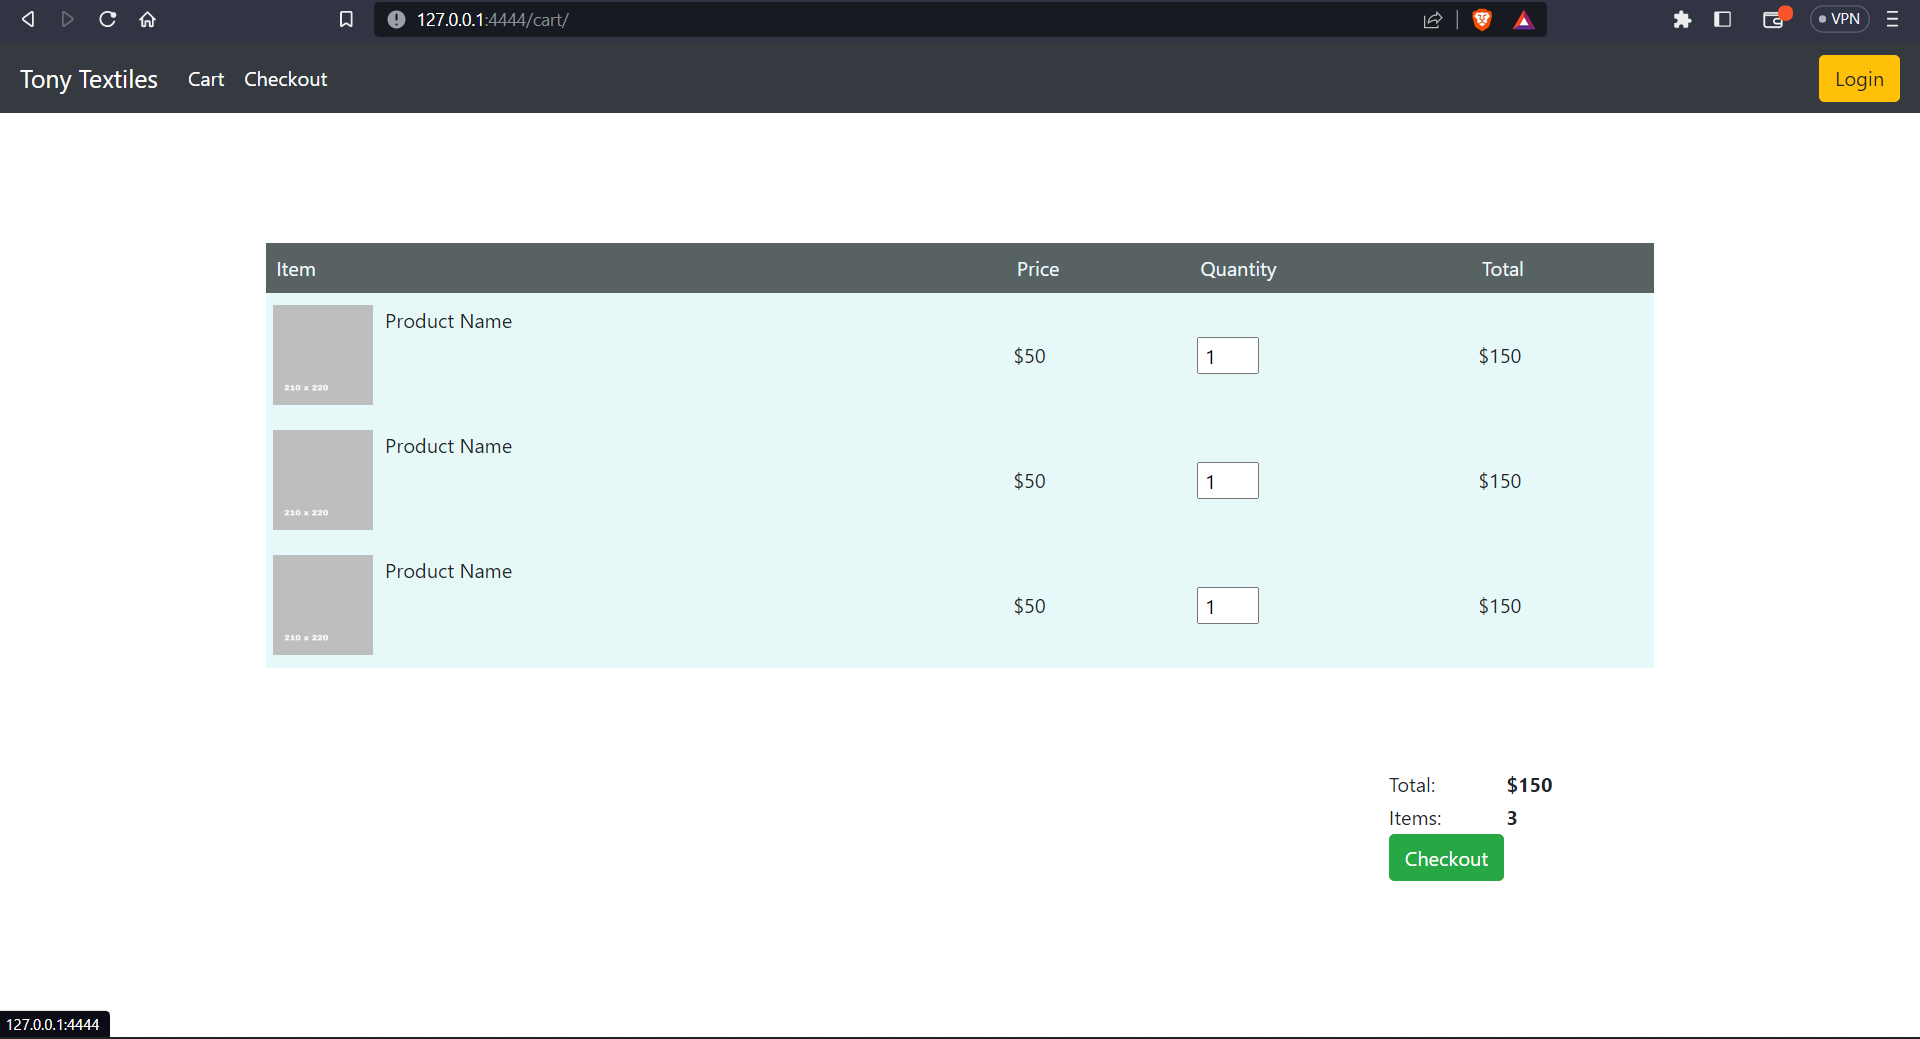 127.0.0.1:4444/cart/
VPN
Tony Textiles Cart Checkout Login
Item Price Quantity Total
Product Name
210 x 220
$50 1 $150
Product Name
210 x 220
$50 1 $150
Product Name
210 x 220
$50 1 $150
Total: $150
Items: 3
Checkout
127.0.0.1:4444